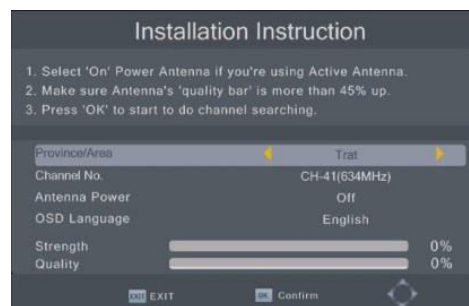 Installation Instruction
1. Select 'On' Power Antenna if you're using Active Antenna.
2. Make sure Antenna's 'quality bar' is more than 45% up.
3. Press 'OK' to start to do channel searching.
Province/Area Trat
Channel No. CH-41(634MHz)
Antenna Power Off
OSD Language English
Strength 0%
Quality 0%
EXIT EXIT OK Confirm